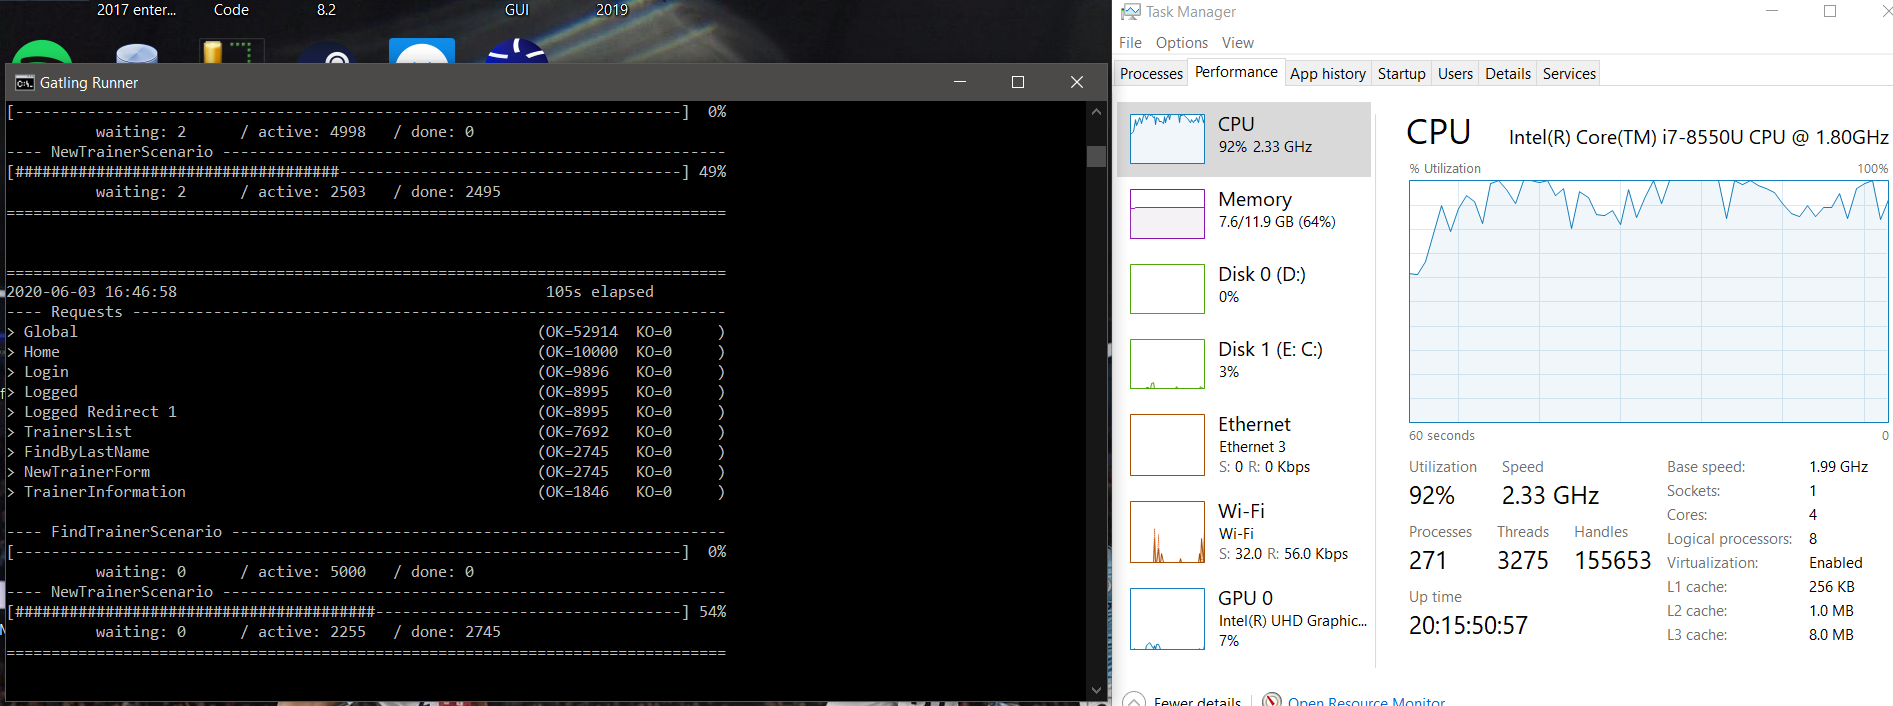 2017 enter... Code 8.2 GUI 2019
Gatling Runner
[--------------------------------------------------------------------------] 0%
waiting: 2 / active: 4998 / done: 0
---- NewTrainerScenario --------------------------------------------------------
[####################################--------------------------------------] 49%
waiting: 2 / active: 2503 / done: 2495
================================================================================
================================================================================
2020-06-03 16:46:58 105s elapsed
---- Requests ------------------------------------------------------------------
> Global (OK=52914 KO=0 )
> Home (OK=10000 KO=0 )
> Login (OK=9896 KO=0 )
> Logged (OK=8995 KO=0 )
> Logged Redirect 1 (OK=8995 KO=0 )
> TrainersList (OK=7692 KO=0 )
> FindByLastName (OK=2745 KO=0 )
> NewTrainerForm (OK=2745 KO=0 )
> TrainerInformation (OK=1846 KO=0 )
---- FindTrainerScenario -------------------------------------------------------
[--------------------------------------------------------------------------] 0%
waiting: 0 / active: 5000 / done: 0
---- NewTrainerScenario --------------------------------------------------------
[########################################----------------------------------] 54%
waiting: 0 / active: 2255 / done: 2745
================================================================================
Task Manager
File Options View
Processes Performance App history Startup Users Details Services
CPU
92% 2.33 GHz
Memory
7.6/11.9 GB (64%)
Disk 0 (D:)
0%
Disk 1 (E: C:)
3%
Ethernet
Ethernet 3
S: 0 R: 0 Kbps
Wi-Fi
Wi-Fi
S: 32.0 R: 56.0 Kbps
GPU 0
Intel(R) UHD Graphic...
7%
CPU Intel(R) Core(TM) i7-8550U CPU @ 1.80GHz
% Utilization 100%
60 seconds 0
Utilization Speed
92% 2.33 GHz
Processes Threads Handles
271 3275 155653
Up time
20:15:50:57
Base speed: 1.99 GHz
Sockets: 1
Cores: 4
Logical processors: 8
Virtualization: Enabled
L1 cache: 256 KB
L2 cache: 1.0 MB
L3 cache: 8.0 MB
Fewer details Open Resource Monitor